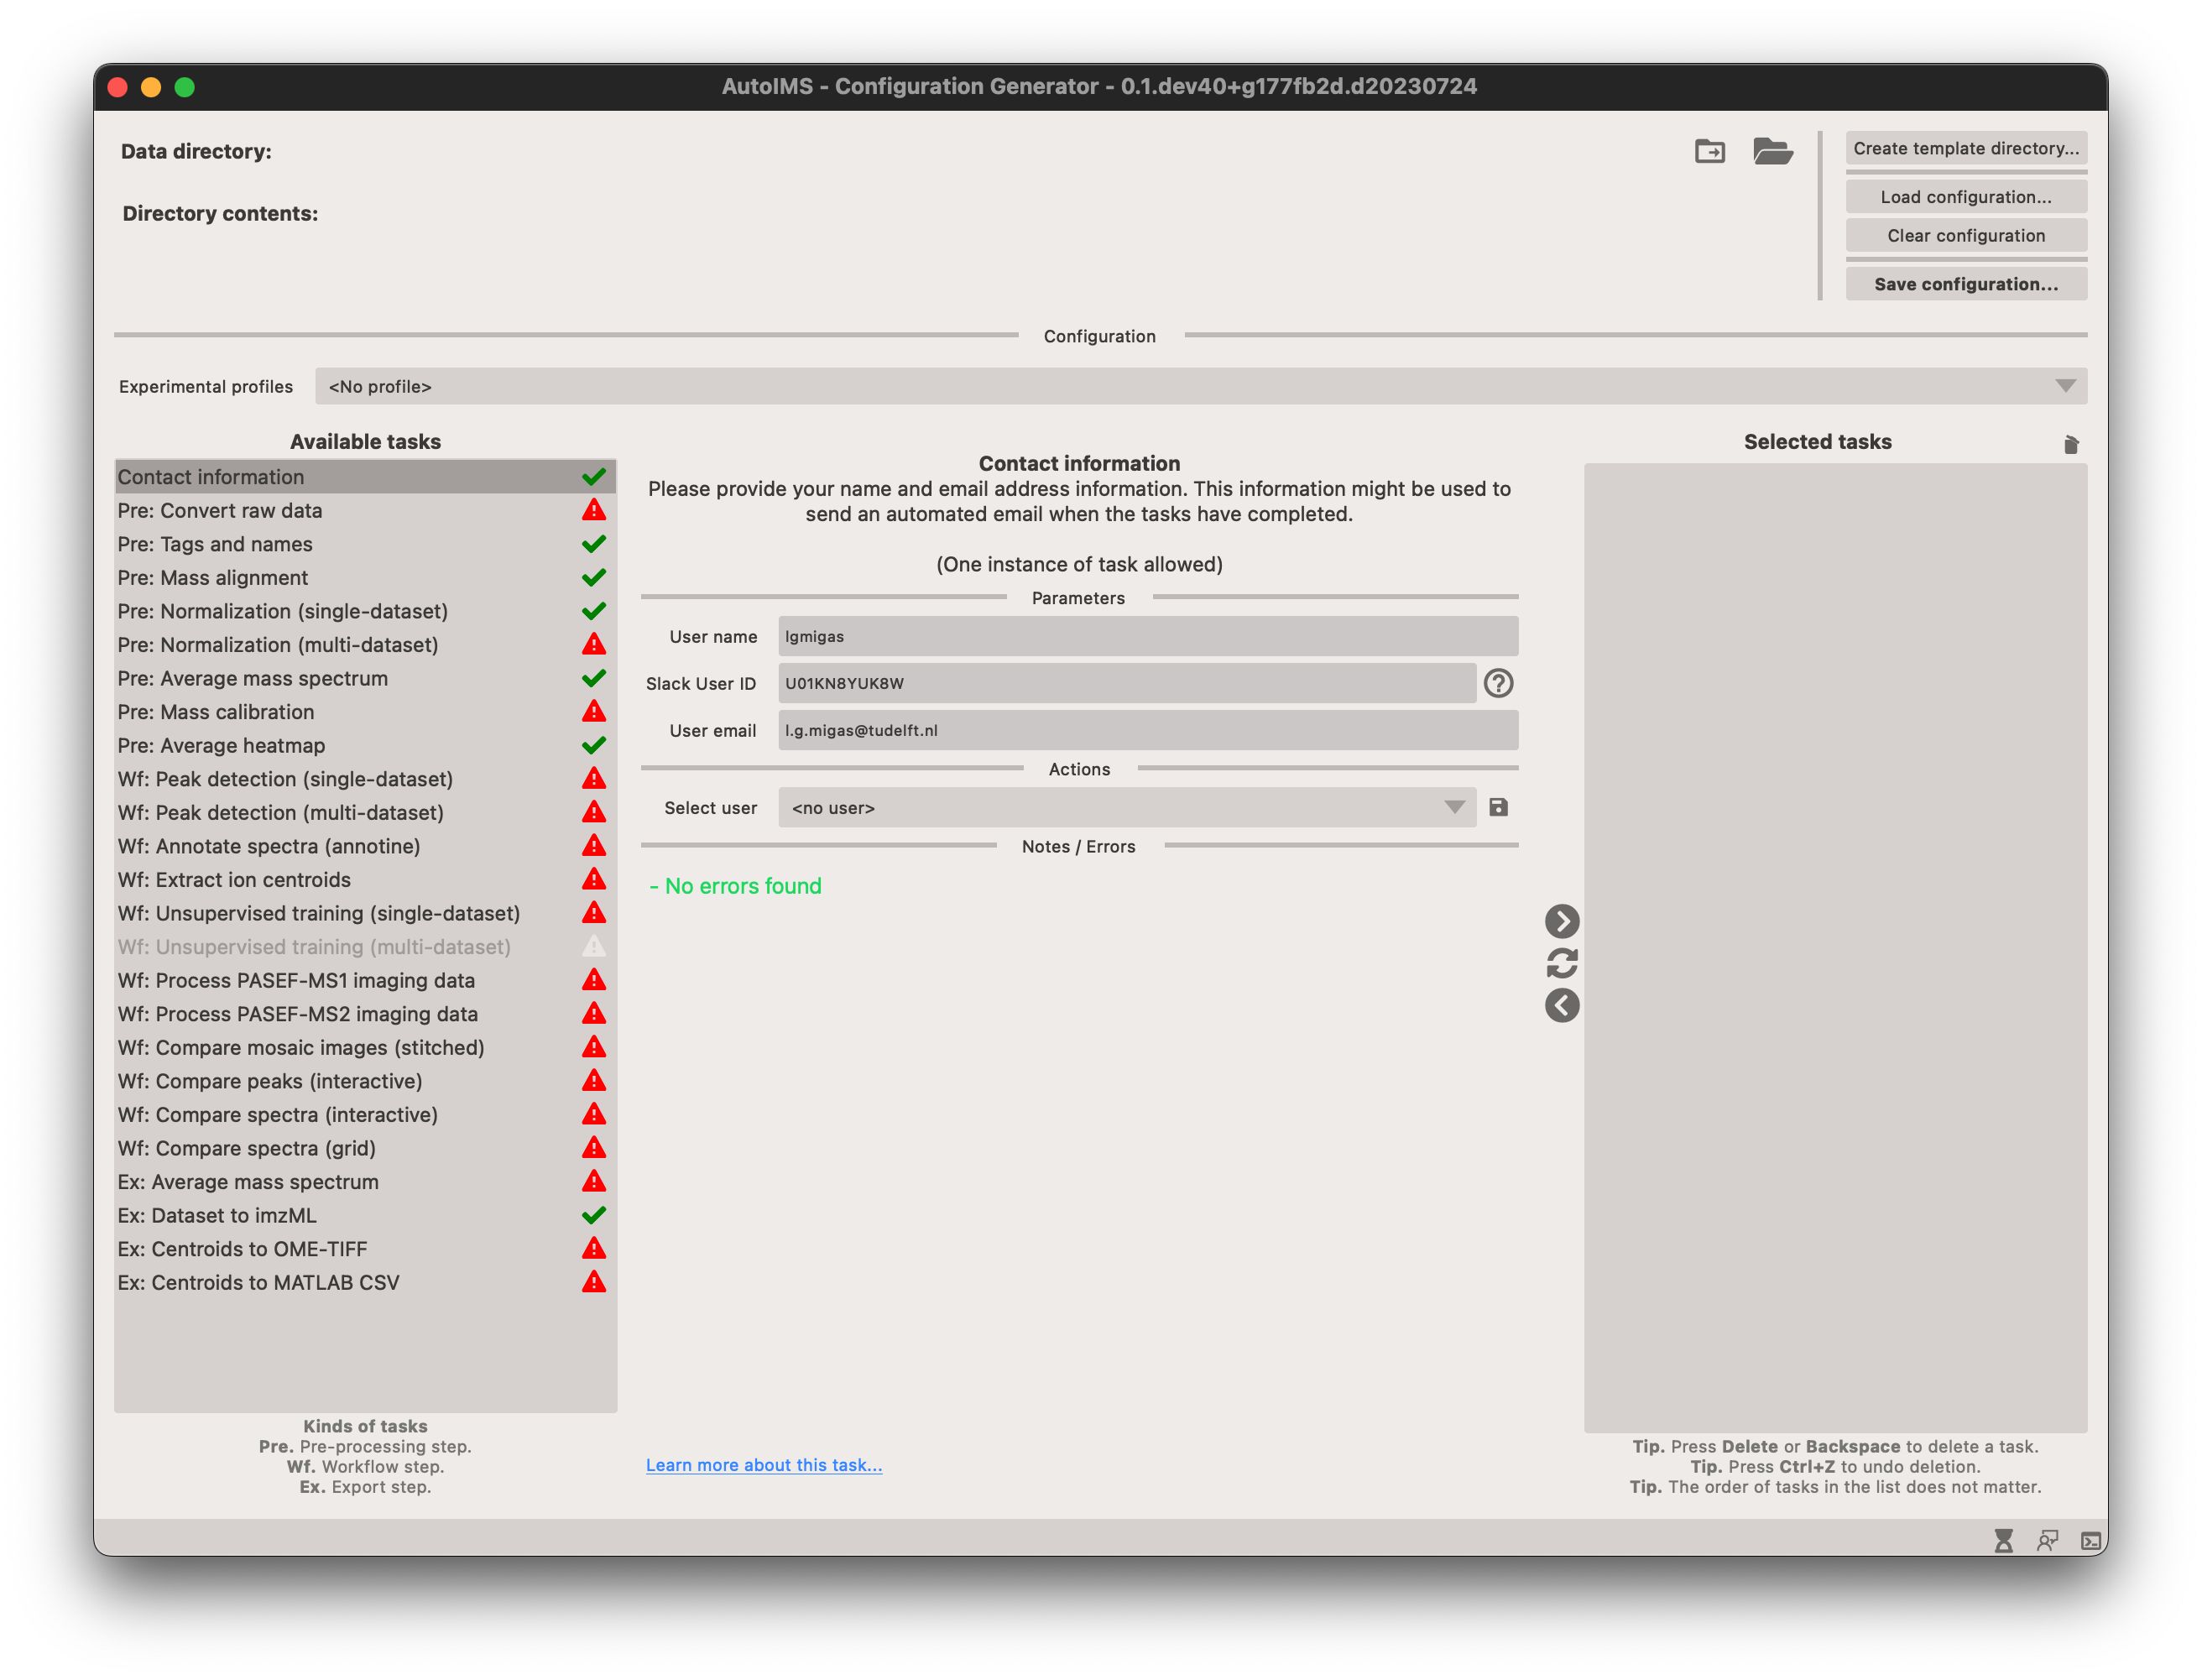 AutoIMS - Configuration Generator - 0.1.dev40+g177fb2d.d20230724
Data directory:
Directory contents:
Create template directory...
Load configuration...
Clear configuration
Save configuration...
Configuration
Experimental profiles
<No profile>
Available tasks
Contact information
Pre: Convert raw data
Pre: Tags and names
Pre: Mass alignment
Pre: Normalization (single-dataset)
Pre: Normalization (multi-dataset)
Pre: Average mass spectrum
Pre: Mass calibration
Pre: Average heatmap
Wf: Peak detection (single-dataset)
Wf: Peak detection (multi-dataset)
Wf: Annotate spectra (annotine)
Wf: Extract ion centroids
Wf: Unsupervised training (single-dataset)
Wf: Unsupervised training (multi-dataset)
Wf: Process PASEF-MS1 imaging data
Wf: Process PASEF-MS2 imaging data
Wf: Compare mosaic images (stitched)
Wf: Compare peaks (interactive)
Wf: Compare spectra (interactive)
Wf: Compare spectra (grid)
Ex: Average mass spectrum
Ex: Dataset to imzML
Ex: Centroids to OME-TIFF
Ex: Centroids to MATLAB CSV
Kinds of tasks
Pre. Pre-processing step.
Wf. Workflow step.
Ex. Export step.
Contact information
Please provide your name and email address information. This information might be used to
send an automated email when the tasks have completed.
(One instance of task allowed)
Parameters
User name
lgmigas
Slack User ID
U01KN8YUK8W
User email
l.g.migas@tudelft.nl
Actions
Select user
<no user>
Notes / Errors
- No errors found
Learn more about this task...
Selected tasks
Tip. Press Delete or Backspace to delete a task.
Tip. Press Ctrl+Z to undo deletion.
Tip. The order of tasks in the list does not matter.